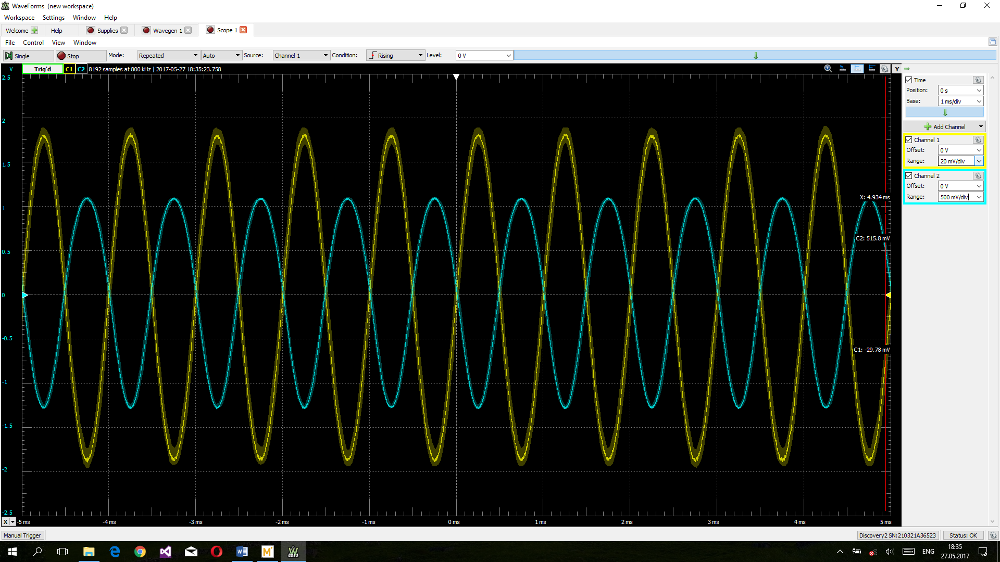 WaveForms (new workspace)
Workspace Settings Window Help
Welcome Help Supplies Wavegen 1 Scope 1
File Control View Window
Single Stop Mode: Repeated Auto Source: Channel 1 Condition: Rising Level: 0 V
V Trig'd C1 C2 8192 samples at 800 kHz | 2017-05-27 18:35:23.758 Y
2.5
2
1.5
1
0.5
0
-0.5
-1
-1.5
-2
-2.5
X: 4.934 ms
C2: 515.8 mV
C1: -29.78 mV
X -5 ms -4 ms -3 ms -2 ms -1 ms 0 ms 1 ms 2 ms 3 ms 4 ms 5 ms
Time
Position: 0 s
Base: 1 ms/div
Add Channel
Channel 1
Offset: 0 V
Range: 20 mV/div
Channel 2
Offset: 0 V
Range: 500 mV/div
Manual Trigger Discovery2 SN:210321A36523 Status: OK
ENG 18:35
27.05.2017